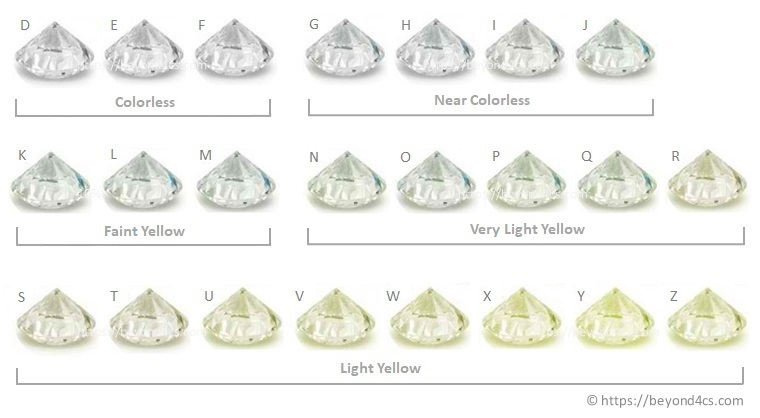 D E F G H I J
Colorless Near Colorless
K L M N O P Q R
Faint Yellow Very Light Yellow
S T U V W X Y Z
Light Yellow
© https://beyond4cs.com